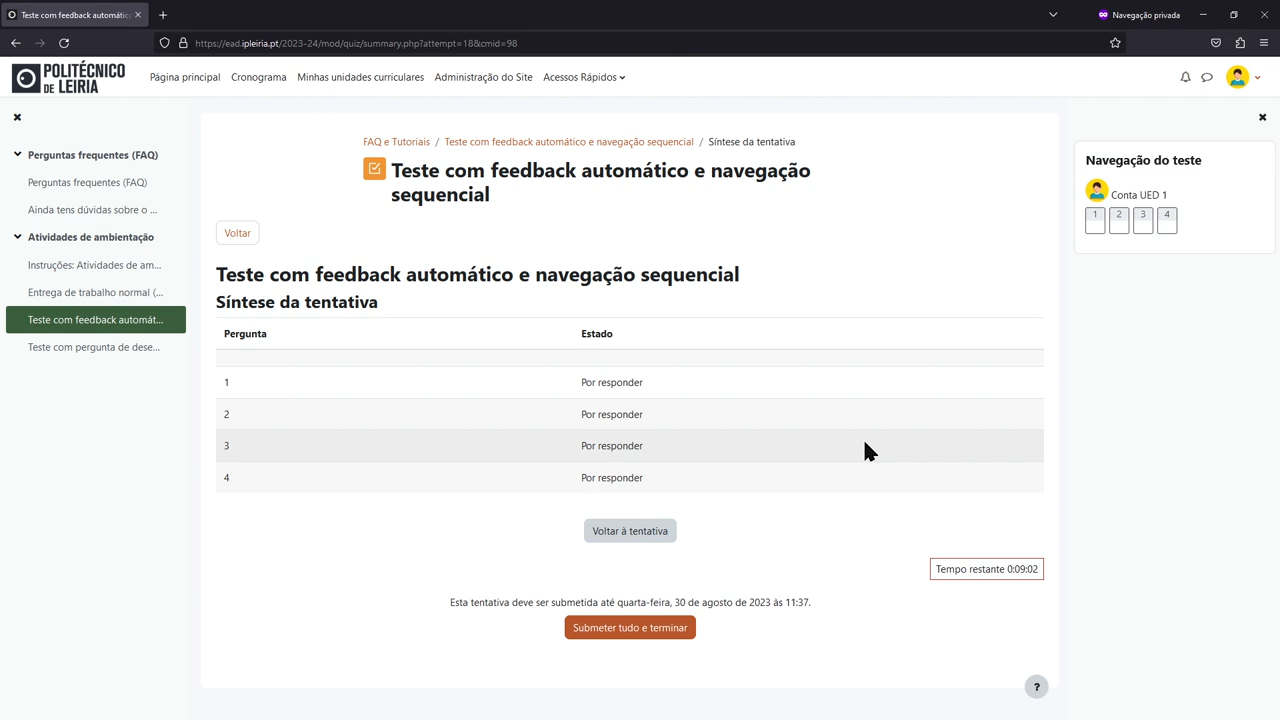 Teste com feedback automátic
Navegação privada
https://ead.ipleiria.pt/2023-24/mod/quiz/summary.php?attempt=18&cmid=98
POLITÉCNICO
DE LEIRIA
Página principal
Cronograma
Minhas unidades curriculares
Administração do Site
Acessos Rápidos
Perguntas frequentes (FAQ)
Perguntas frequentes (FAQ)
Ainda tens dúvidas sobre o ...
Atividades de ambientação
Instruções: Atividades de am...
Entrega de trabalho normal (...
Teste com feedback automát...
Teste com pergunta de dese...
FAQ e Tutoriais / Teste com feedback automático e navegação sequencial / Síntese da tentativa
Teste com feedback automático e navegação
sequencial
Voltar
Teste com feedback automático e navegação sequencial
Síntese da tentativa
Pergunta Estado
1 Por responder
2 Por responder
3 Por responder
4 Por responder
Voltar à tentativa
Tempo restante 0:09:02
Esta tentativa deve ser submetida até quarta-feira, 30 de agosto de 2023 às 11:37.
Submeter tudo e terminar
?
Navegação do teste
Conta UED 1
1 2 3 4